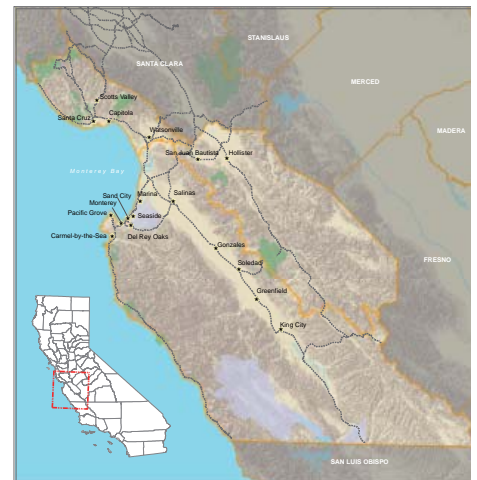 STANISLAUS
SANTA CLARA
MERCED
Scotts Valley
Santa Cruz
Capitola
Watsonville
MADERA
San Juan Bautista
Hollister
Monterey Bay
Sand City
Marina
Salinas
Monterey
Pacific Grove
Seaside
Carmel-by-the-Sea
Del Rey Oaks
Gonzales
FRESNO
Soledad
Greenfield
King City
SAN LUIS OBISPO